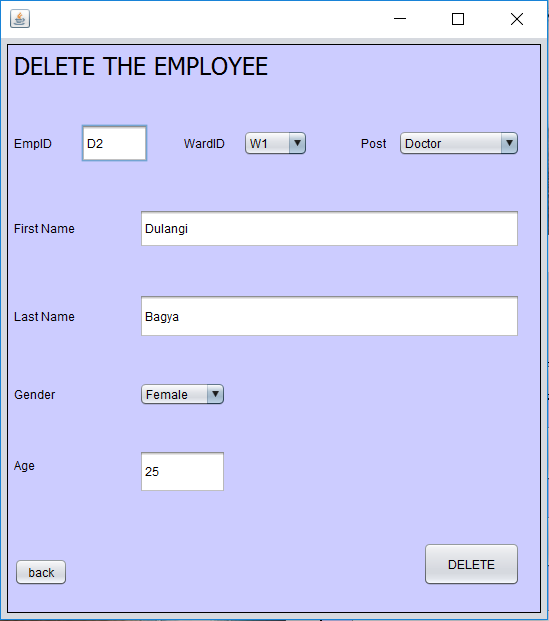 DELETE THE EMPLOYEE
EmpID D2 WardID W1 Post Doctor
First Name Dulangi
Last Name Bagya
Gender Female
Age 25
back DELETE